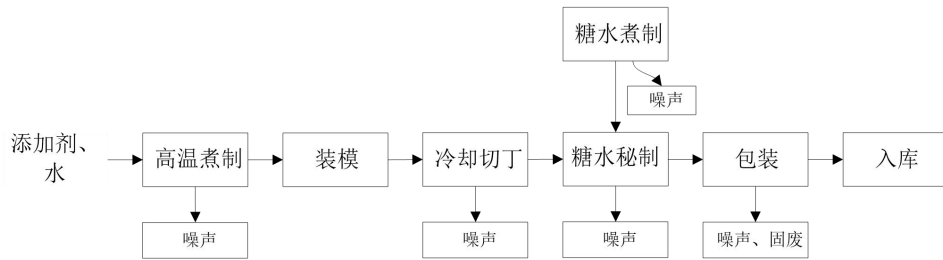 糖水煮制
噪声
添加剂、
水
高温煮制
装模
冷却切丁
糖水秘制
包装
入库
噪声
噪声
噪声
噪声、固废